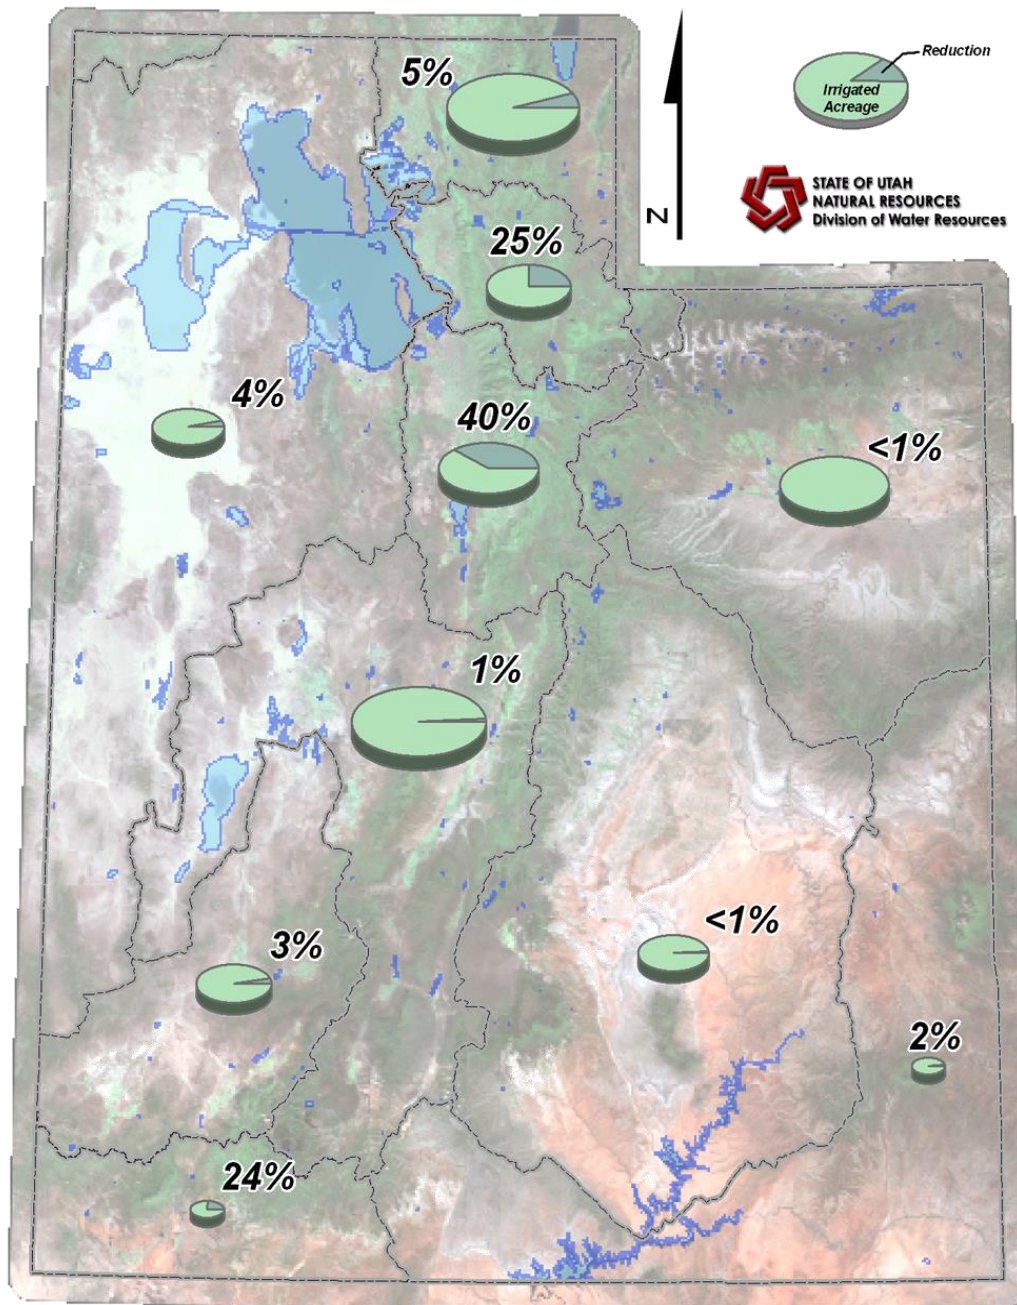 5%
Reduction
Irrigated
Acreage
STATE OF UTAH
NATURAL RESOURCES
Division of Water Resources
N
25%
4%
40%
<1%
1%
<1%
3%
2%
24%